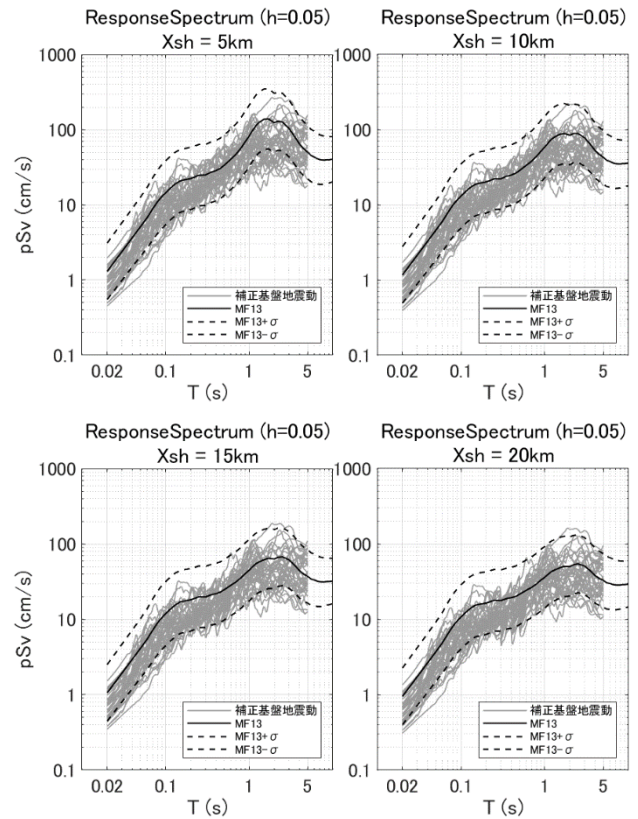 ResponseSpectrum (h=0.05)
Xsh = 5km
1000
100
10
1
0.1
pSv (cm/s)
0.02
0.1
1
5
T (s)
補正基盤地震動
MF13
MF13+σ
MF13-σ
ResponseSpectrum (h=0.05)
Xsh = 10km
1000
100
10
1
0.1
0.02
0.1
1
5
T (s)
補正基盤地震動
MF13
MF13+σ
MF13-σ
ResponseSpectrum (h=0.05)
Xsh = 15km
1000
100
10
1
0.1
pSv (cm/s)
0.02
0.1
1
5
T (s)
補正基盤地震動
MF13
MF13+σ
MF13-σ
ResponseSpectrum (h=0.05)
Xsh = 20km
1000
100
10
1
0.1
0.02
0.1
1
5
T (s)
補正基盤地震動
MF13
MF13+σ
MF13-σ